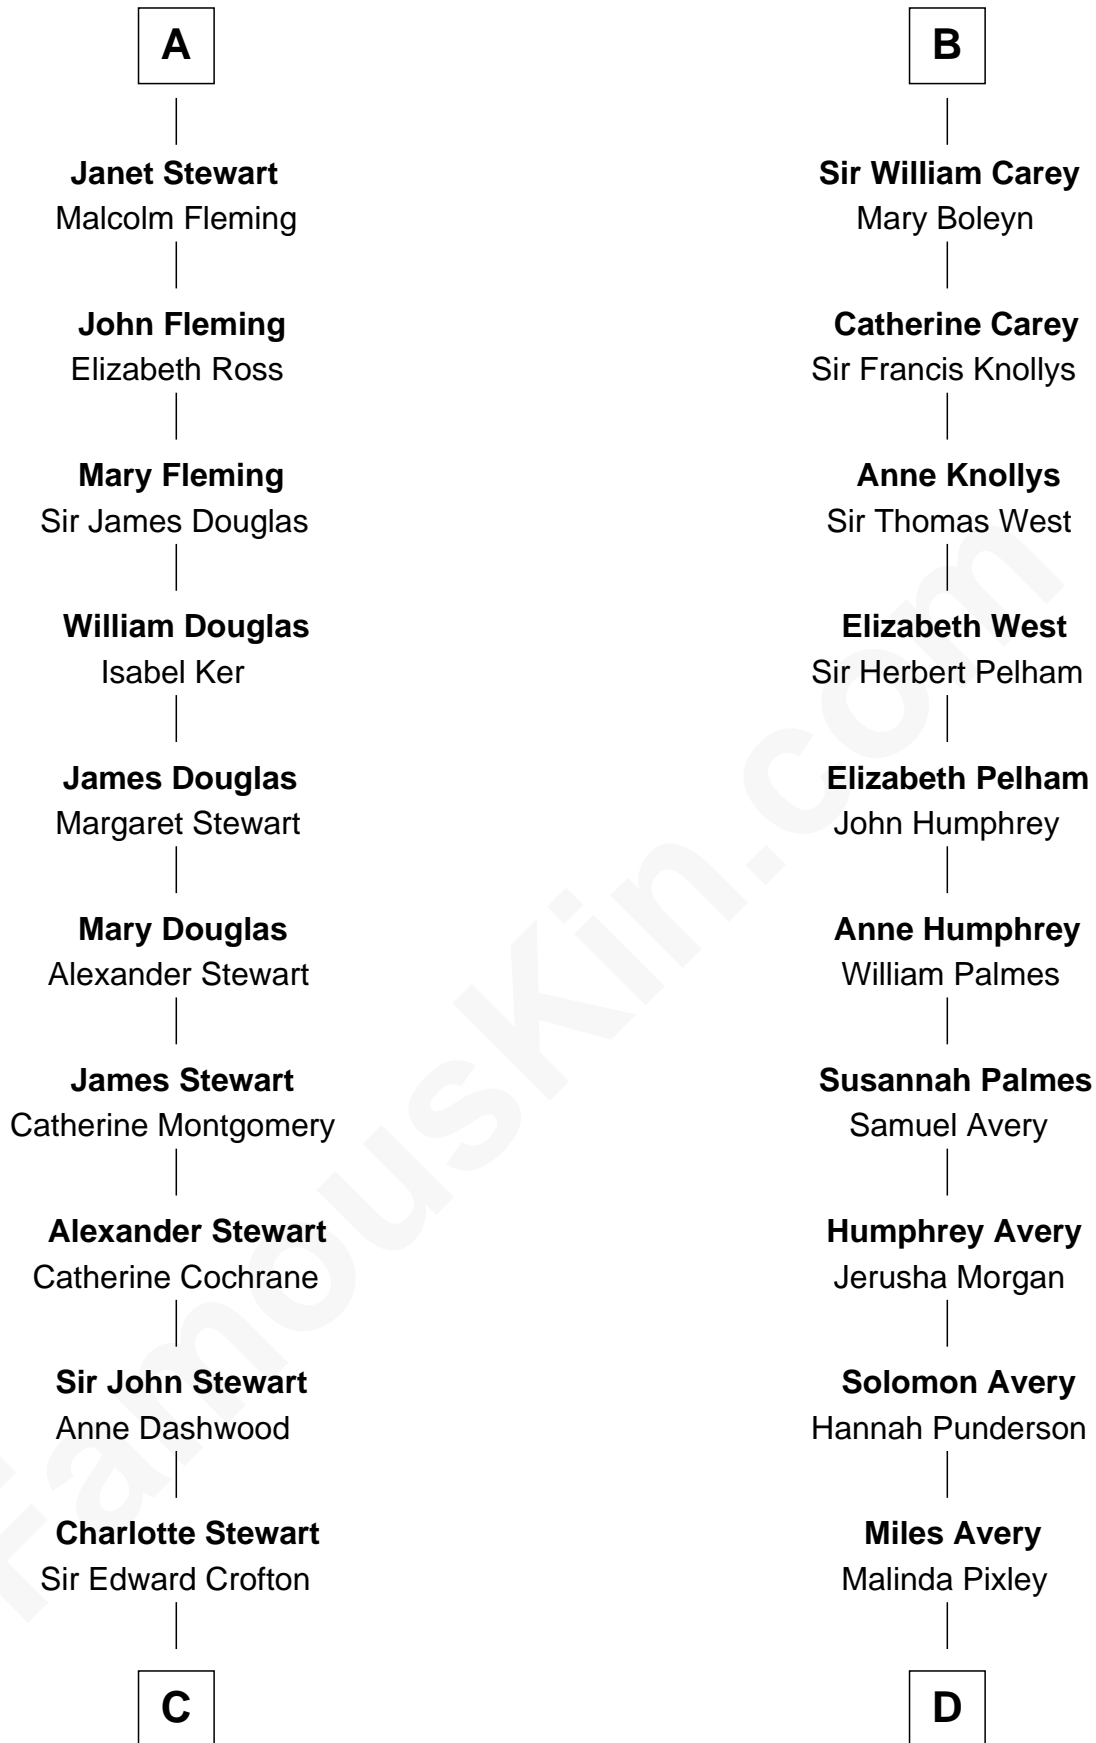 A
Janet Stewart
Malcolm Fleming
John Fleming
Elizabeth Ross
Mary Fleming
Sir James Douglas
William Douglas
Isabel Ker
James Douglas
Margaret Stewart
Mary Douglas
Alexander Stewart
James Stewart
Catherine Montgomery
Alexander Stewart
Catherine Cochrane
Sir John Stewart
Anne Dashwood
Charlotte Stewart
Sir Edward Crofton
C
B
Sir William Carey
Mary Boleyn
Catherine Carey
Sir Francis Knollys
Anne Knollys
Sir Thomas West
Elizabeth West
Sir Herbert Pelham
Elizabeth Pelham
John Humphrey
Anne Humphrey
William Palmes
Susannah Palmes
Samuel Avery
Humphrey Avery
Jerusha Morgan
Solomon Avery
Hannah Punderson
Miles Avery
Malinda Pixley
D
FamousKin.com